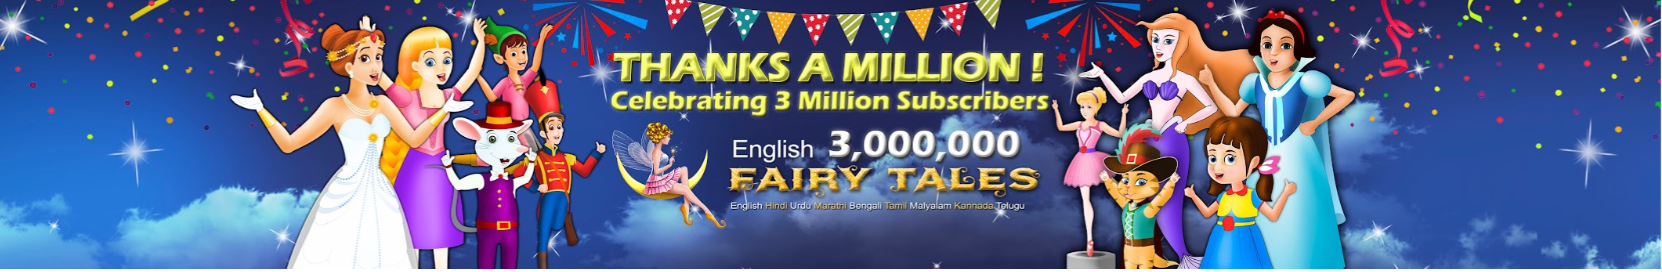 THANKS A MILLION !
Celebrating 3 Million Subscribers
English 3,000,000
FAIRY TALES
English Hindi Urdu Marathi Bengali Tamil Malyalam Kannada Telugu